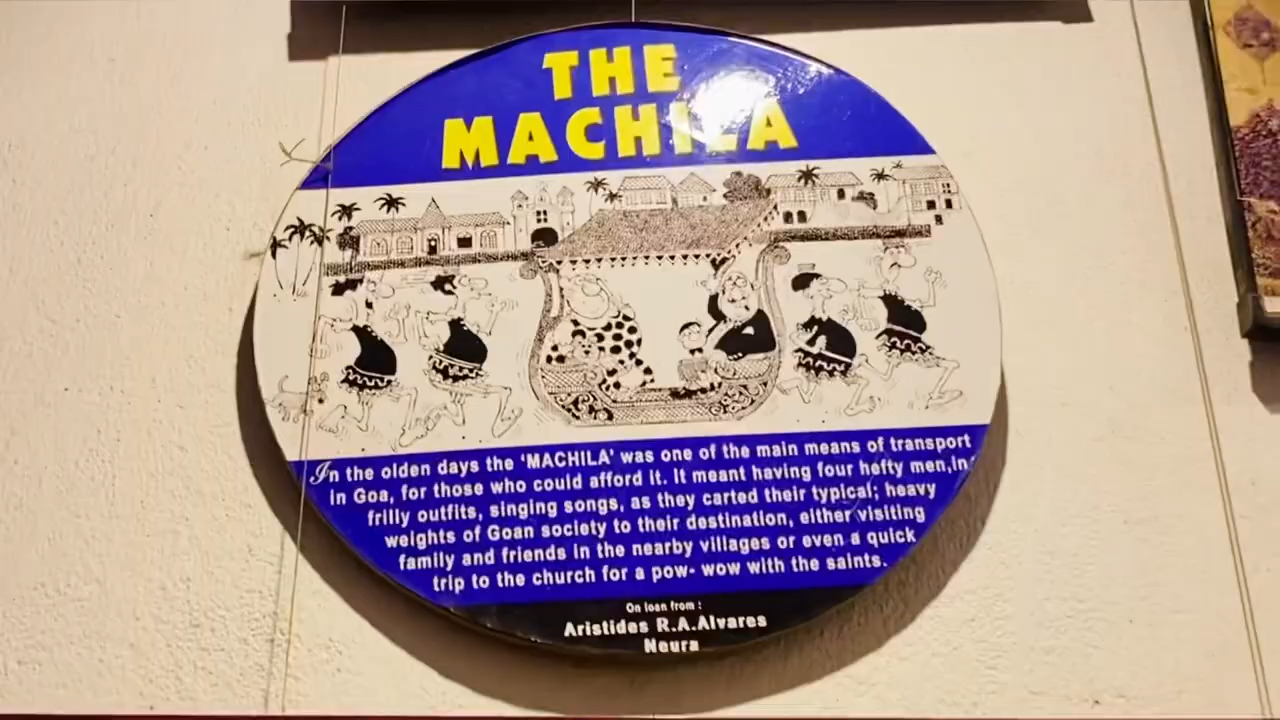 THE
MACHILA
In the olden days the 'MACHILA' was one of the main means of transport
in Goa, for those who could afford it. It meant having four hefty men,in
frilly outfits, singing songs, as they carted their typical; heavy
weights of Goan society to their destination, either visiting
family and friends in the nearby villages or even a quick
trip to the church for a pow- wow with the saints.
On loan from :
Aristides R.A.Alvares
Neura